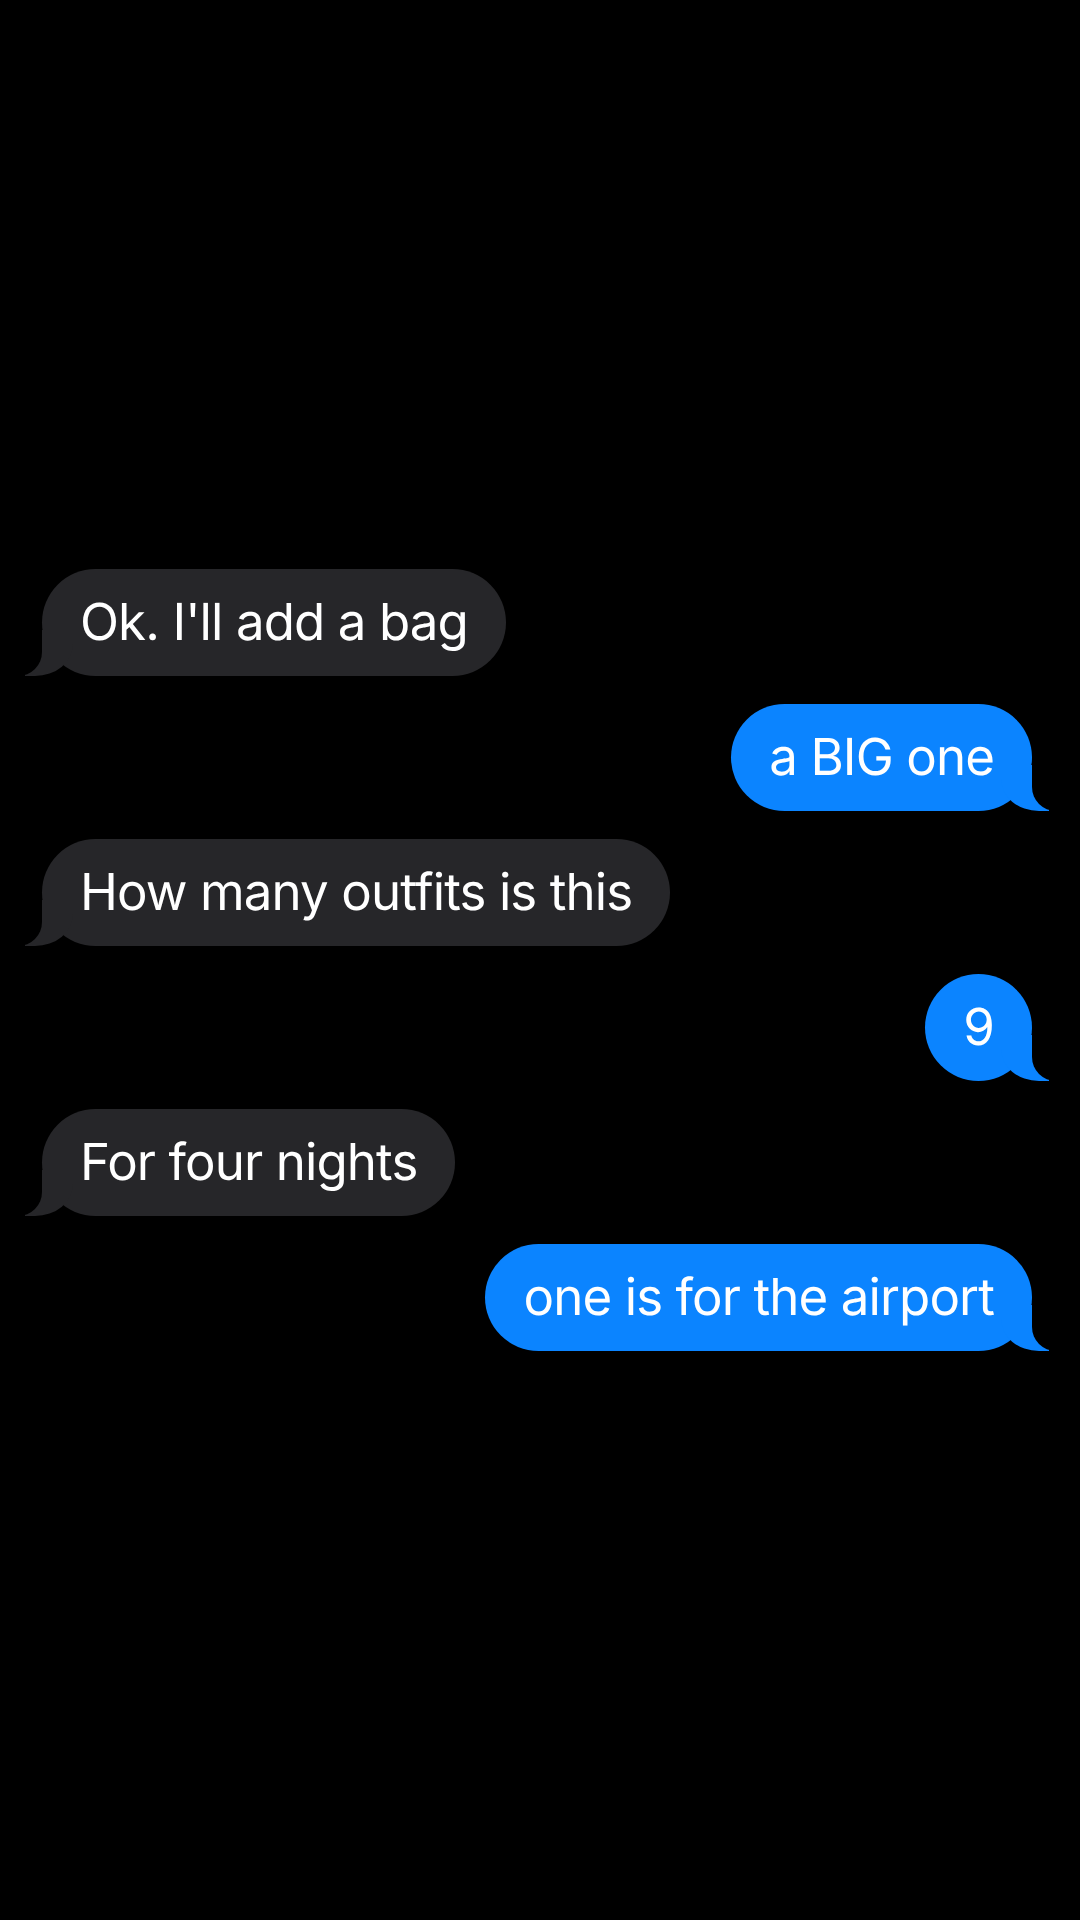 Ok. I'll add a bag
a BIG one
How many outfits is this
9
For four nights
one is for the airport